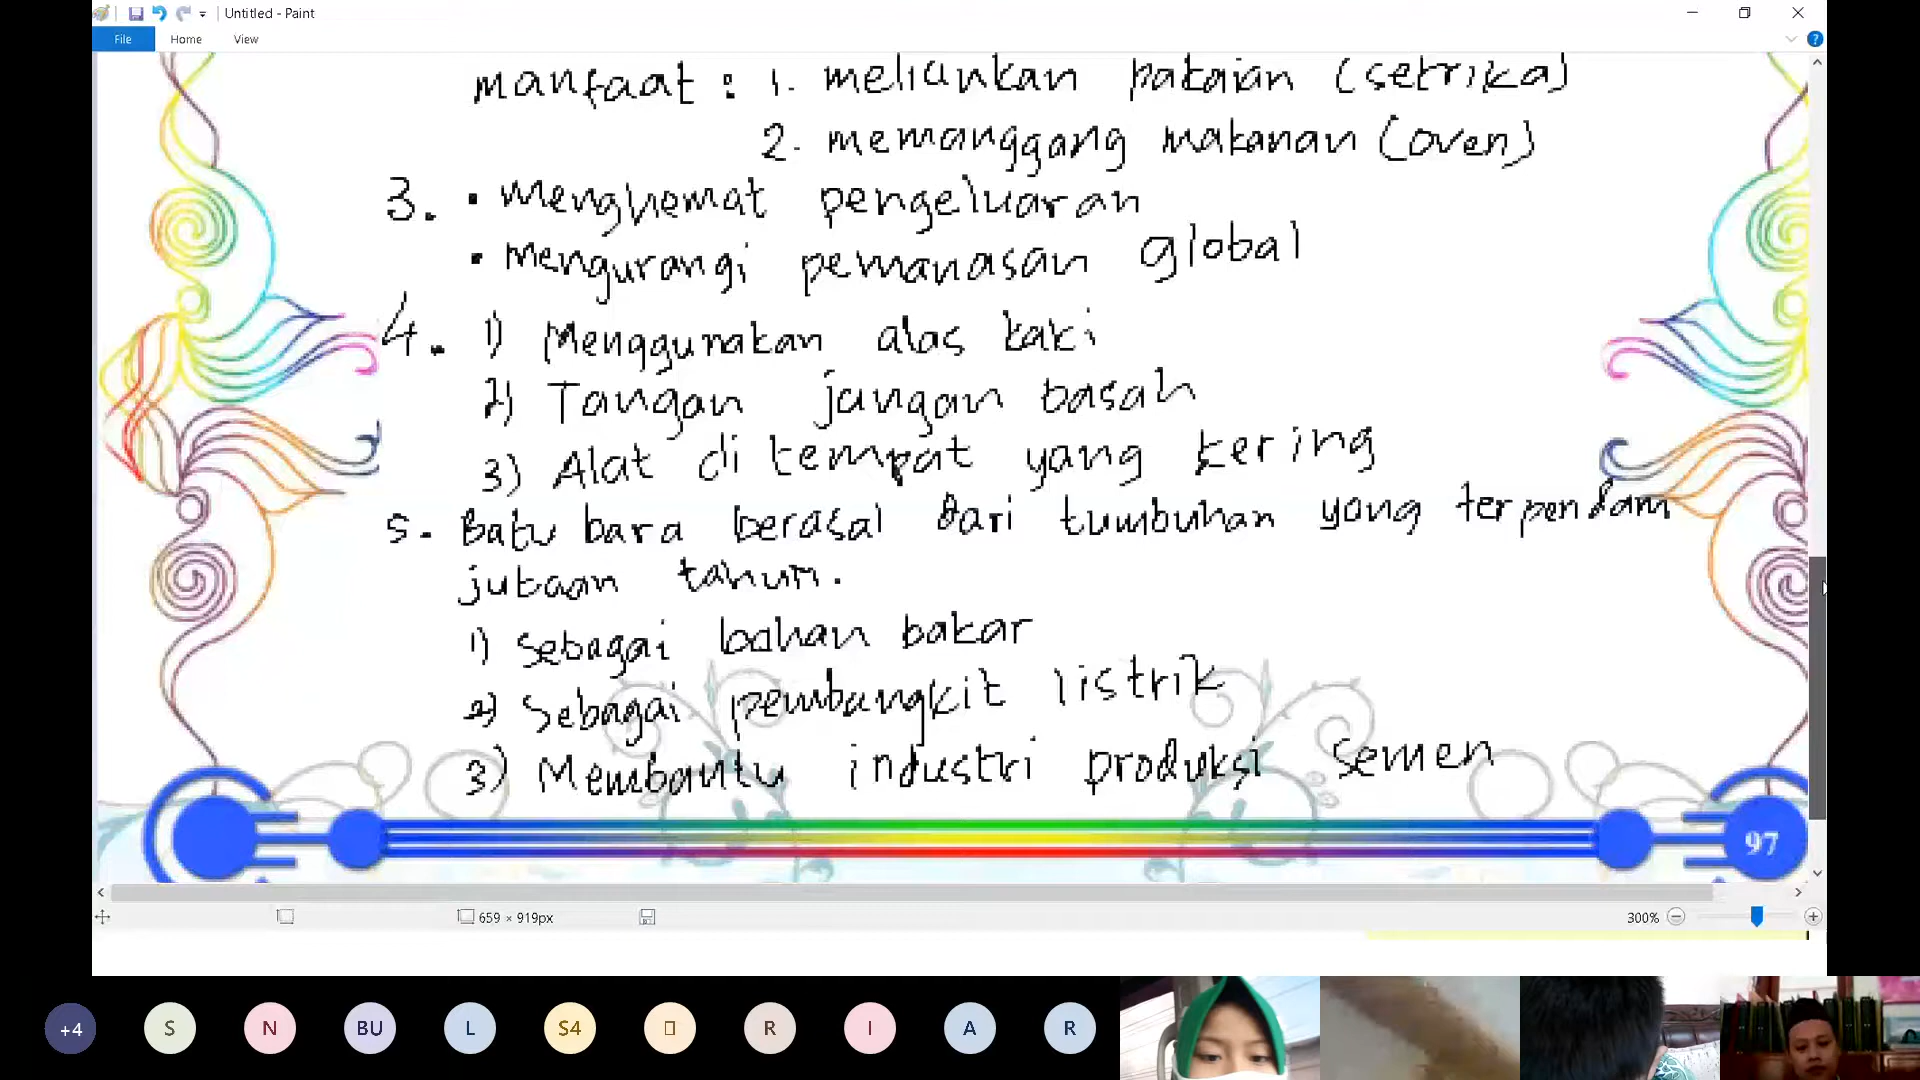 Untitled - Paint
File Home View
manfaat : 1. melicinkan pakaian (setrika)
2. memanggang makanan (oven)
3. • menghemat pengeluaran
• mengurangi pemanasan global
4. 1) Menggunakan alas kaki
2) Tangan jangan basah
3) Alat di tempat yang kering
5. Batu bara berasal dari tumbuhan yang terpendam
jutaan tahun.
1) sebagai bahan bakar
2) Sebagai pembangkit listrik
3) Membantu industri produksi semen
97
659 × 919px 300%
+4 S N BU L S4 R I A R